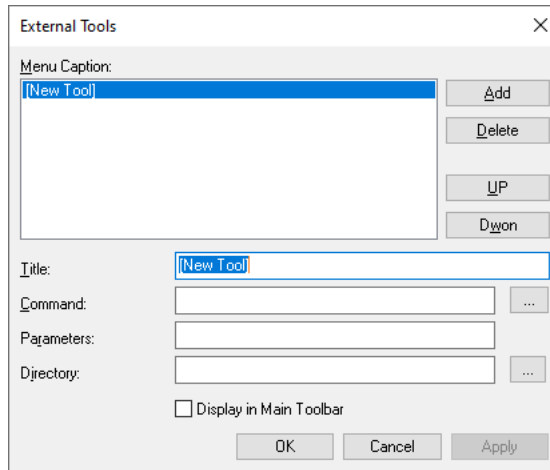 External Tools
Menu Caption:
[New Tool]
Add
Delete
UP
Dwon
Title:
[New Tool]
Command:
...
Parameters:
Directory:
...
Display in Main Toolbar
OK
Cancel
Apply